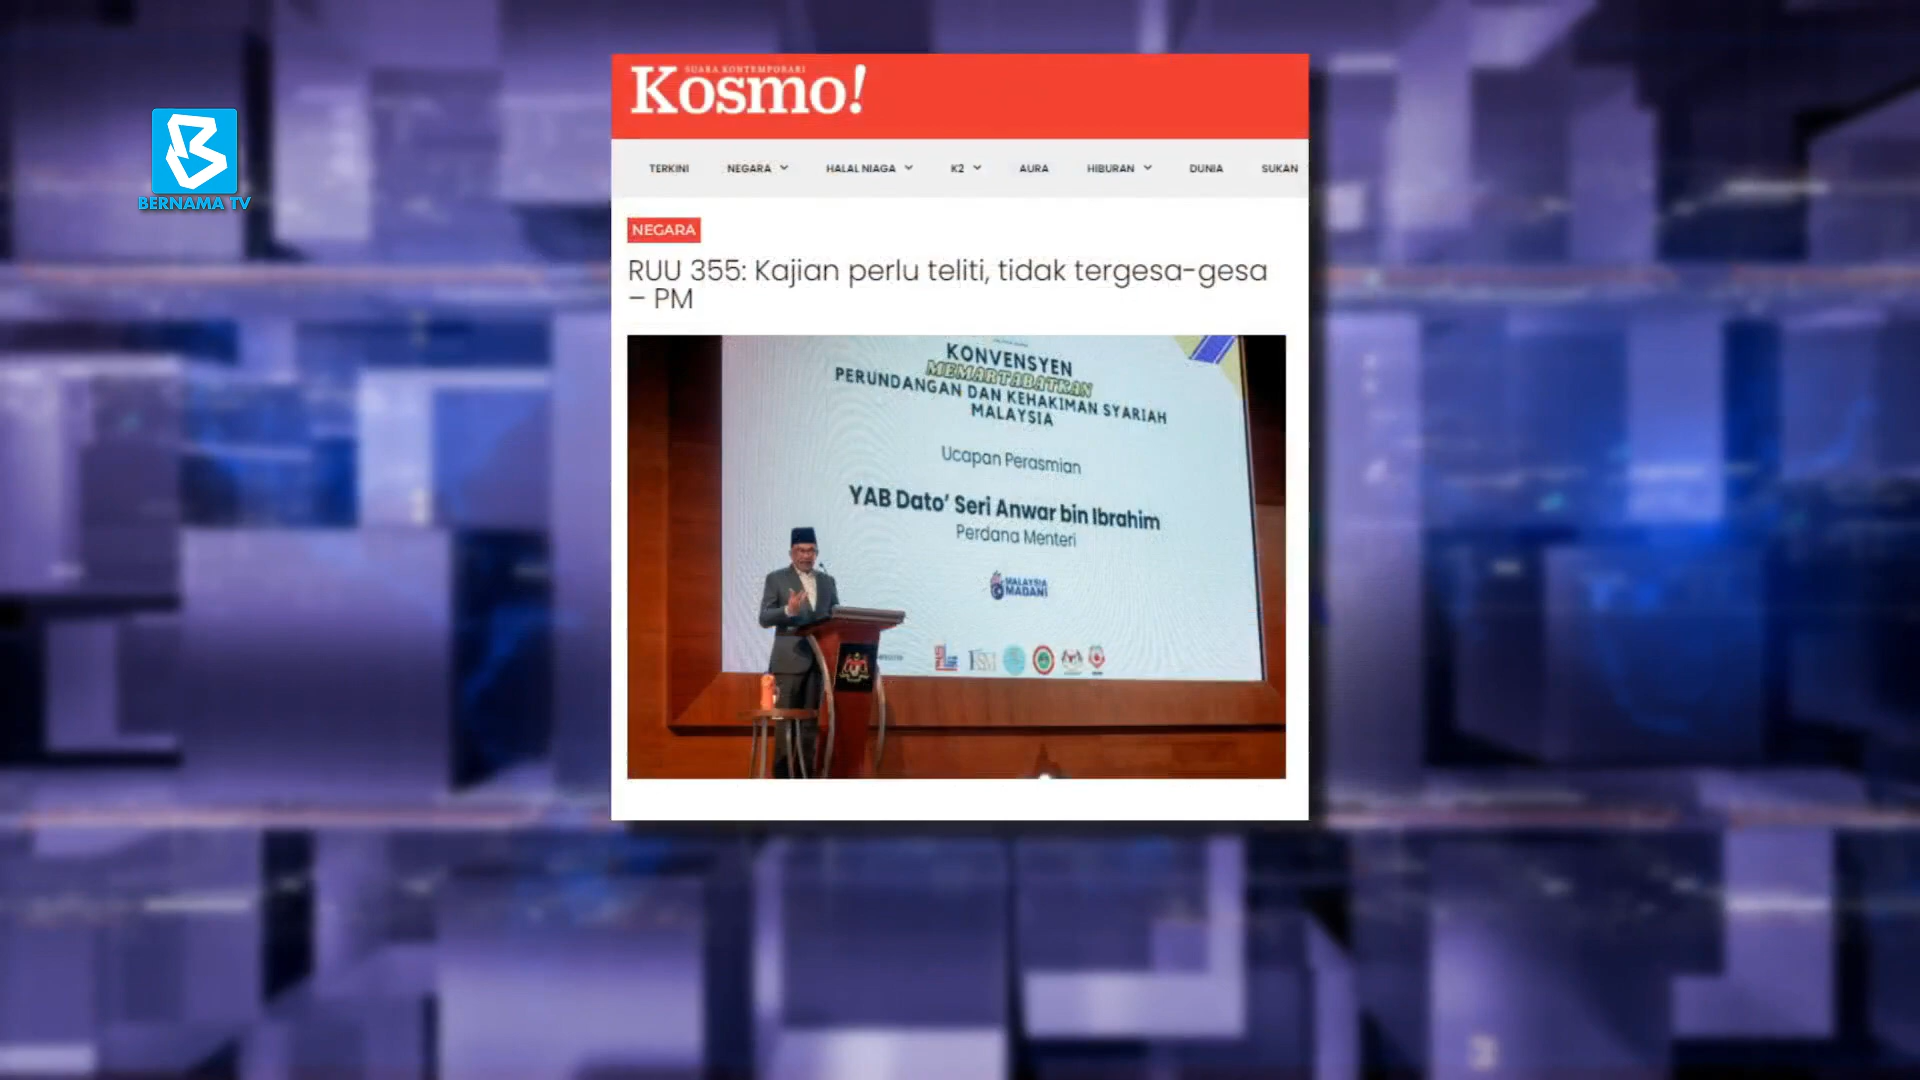 BERNAMA TV
SUARA KONTEMPORARI
Kosmo!
TERKINI NEGARA HALAL NIAGA K2 AURA HIBURAN DUNIA SUKAN
NEGARA
RUU 355: Kajian perlu teliti, tidak tergesa-gesa
– PM
KONVENSYEN
MEMARTABATKAN
PERUNDANGAN DAN KEHAKIMAN SYARIAH
MALAYSIA
Ucapan Perasmian
YAB Dato' Seri Anwar bin Ibrahim
Perdana Menteri
MALAYSIA
MADANI